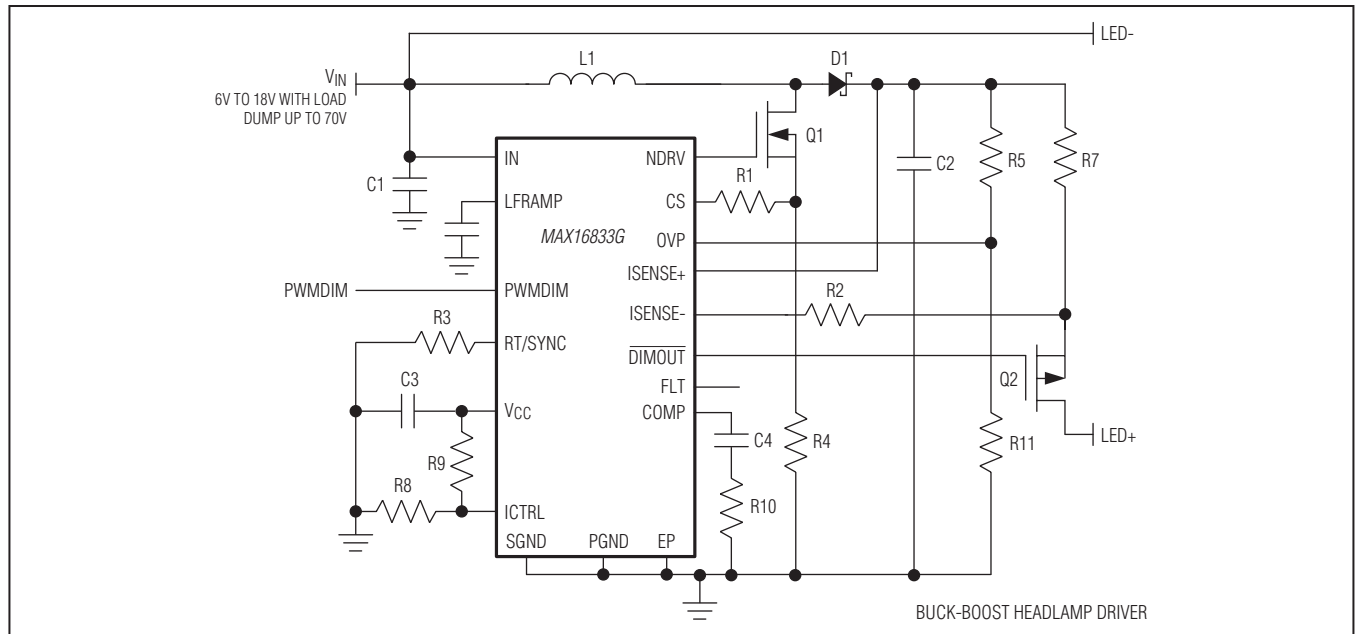 LED-
L1
D1
VIN
6V TO 18V WITH LOAD
DUMP UP TO 70V
Q1
IN
NDRV
C1
R1
C2
R5
R7
LFRAMP
CS
MAX16833G
OVP
ISENSE+
PWMDIM
PWMDIM
R2
ISENSE-
R3
RT/SYNC
DIMOUT
Q2
C3
FLT
VCC
COMP
LED+
C4
R4
R11
R9
R8
R10
ICTRL
SGND
PGND
EP
BUCK-BOOST HEADLAMP DRIVER